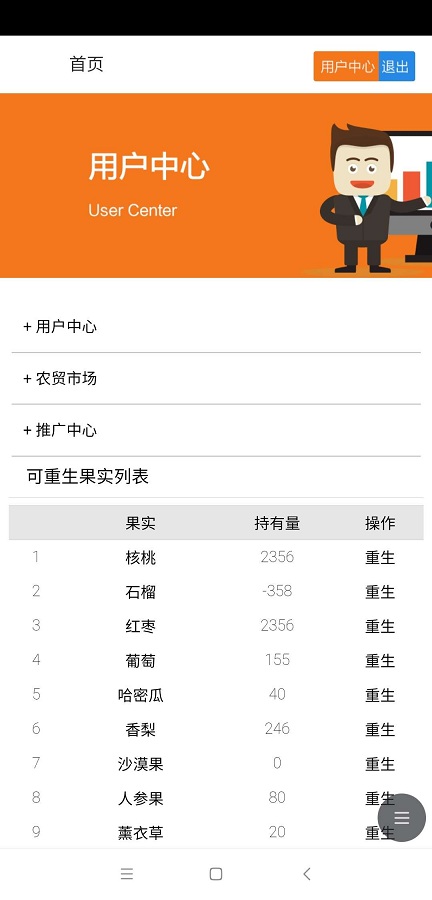 首页 用户中心 退出
用户中心
User Center
+ 用户中心
+ 农贸市场
+ 推广中心
可重生果实列表
果实 持有量 操作
1 核桃 2356 重生
2 石榴 -358 重生
3 红枣 2356 重生
4 葡萄 155 重生
5 哈密瓜 40 重生
6 香梨 246 重生
7 沙漠果 0 重生
8 人参果 80 重生
9 薰衣草 20 重生